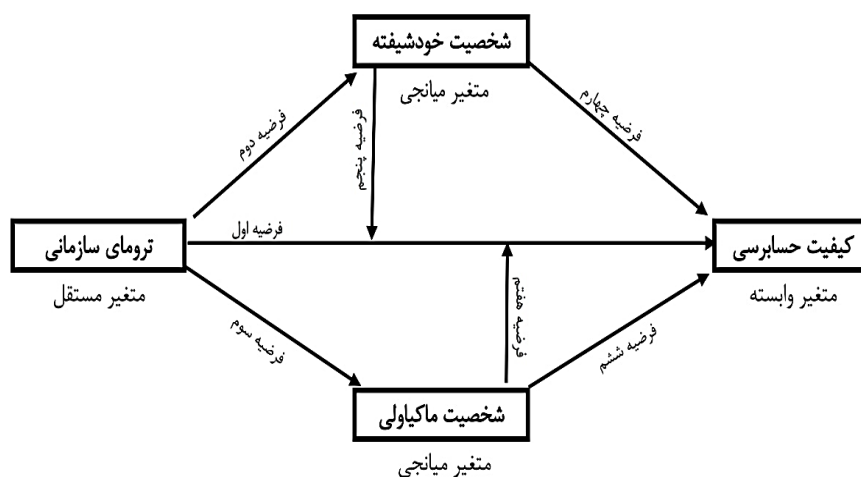 شخصیت خودشیفته
متغیر میانجی
فرضیه دوم
فرضیه پنجم
فرضیه چهارم
ترومای سازمانی
متغیر مستقل
فرضیه اول
کیفیت حسابرسی
متغیر وابسته
فرضیه سوم
فرضیه هفتم
فرضیه ششم
شخصیت ماکیاولی
متغیر میانجی